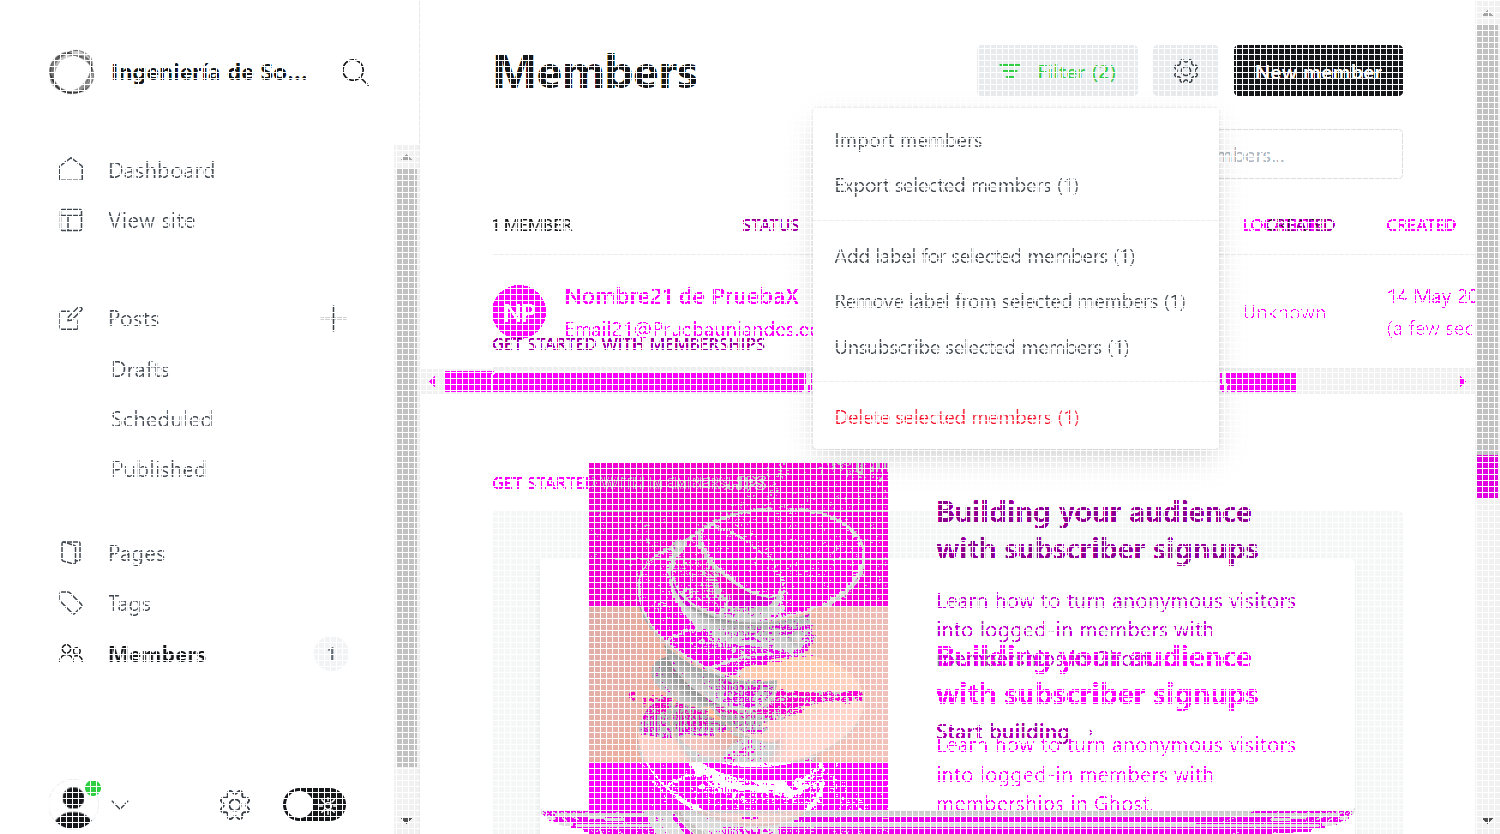 Ingeniería de So...
Dashboard
View site
Posts
Drafts
Scheduled
Published
Pages
Tags
Members
1
Members
Filter (2)
New member
Import members
Export selected members (1)
Add label for selected members (1)
Remove label from selected members (1)
Unsubscribe selected members (1)
Delete selected members (1)
mbers...
1 MEMBER
STATUS
CREATED
CREATED
NP
Nombre21 de PruebaX
Email21@Pruebauniandes.co
Unknown
14 May 20
(a few sec
GET STARTED WITH MEMBERSHIPS
GET STARTED WITH MEMBERSHIPS
Building your audience
with subscriber signups
Learn how to turn anonymous visitors
into logged-in members with
Building your audience
with subscriber signups
Start building
Learn how to turn anonymous visitors
into logged-in members with
memberships in Ghost.